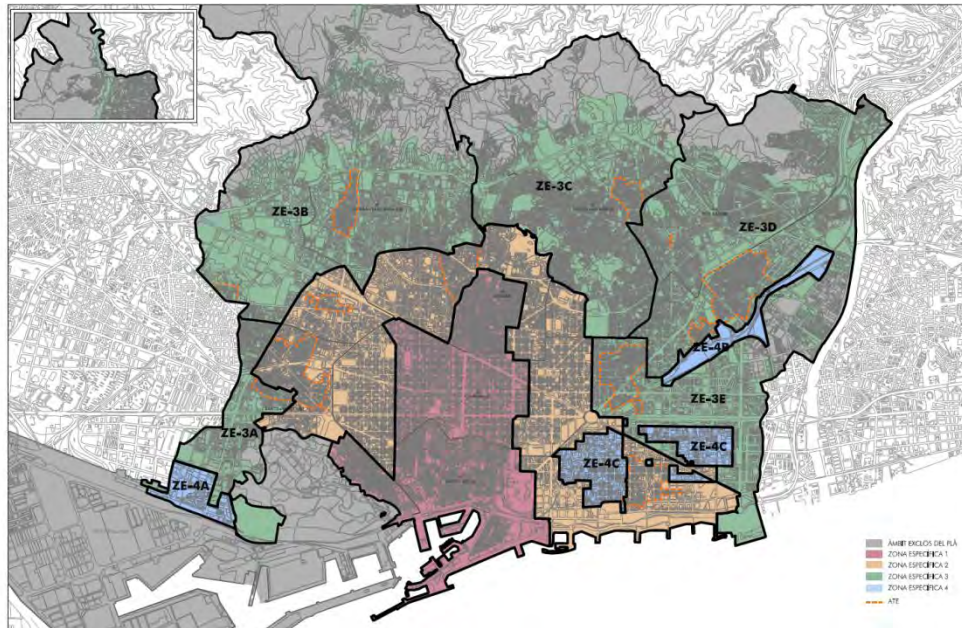 ZE-3C
ZE-3B
ZE-3D
ZE-4B
ZE-3E
ZE-3A
ZE-4C
ZE-4C
ZE-4A
ÀMBIT EXCLÒS DEL PLÀ
ZONA ESPECÍFICA 1
ZONA ESPECÍFICA 2
ZONA ESPECÍFICA 3
ZONA ESPECÍFICA 4
ATE